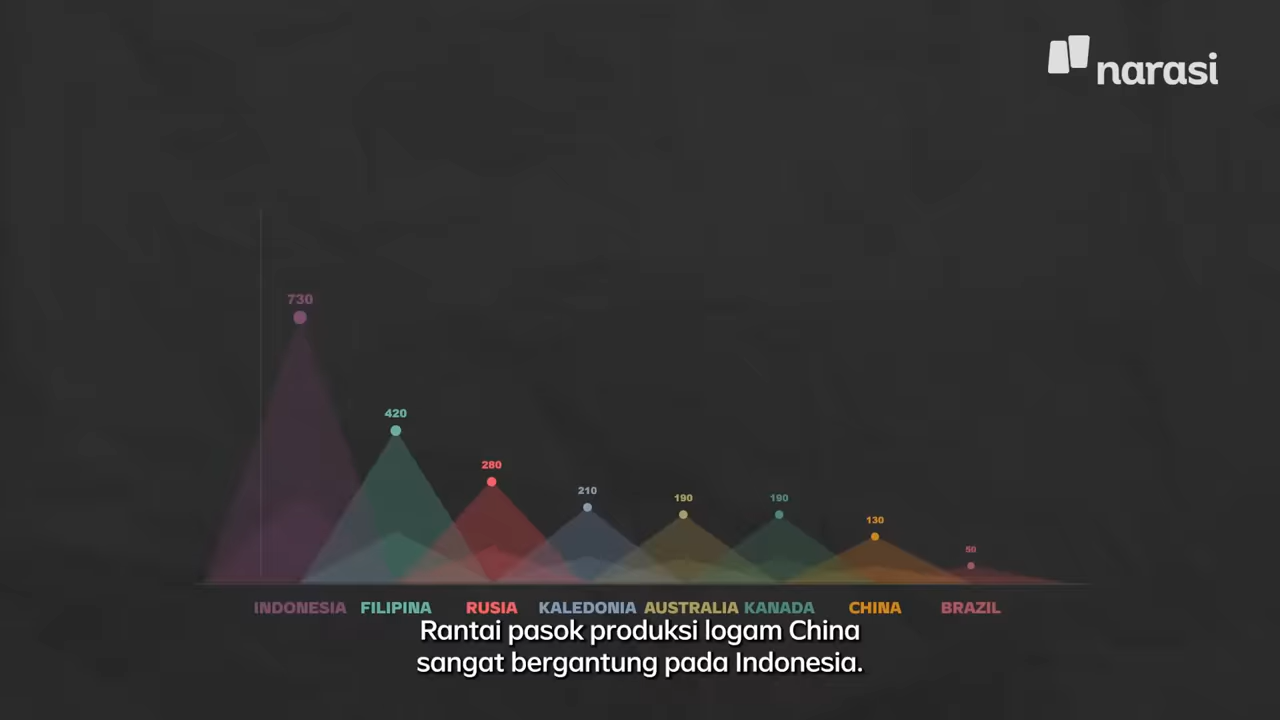 narasi
730
420
280
210
190
190
130
50
INDONESIA FILIPINA RUSIA KALEDONIA AUSTRALIA KANADA CHINA BRAZIL
Rantai pasok produksi logam China
sangat bergantung pada Indonesia.